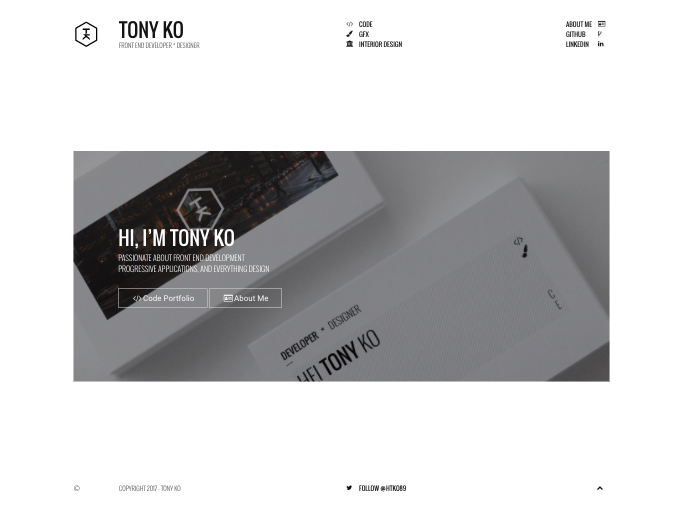 TONY KO
FRONT END DEVELOPER * DESIGNER
</> CODE
GFX
INTERIOR DESIGN
ABOUT ME
GITHUB
LINKEDIN in
HI, I'M TONY KO
PASSIONATE ABOUT FRONT END DEVELOPMENT
PROGRESSIVE APPLICATIONS, AND EVERYTHING DESIGN
</> Code Portfolio
About Me
DEVELOPER * DESIGNER
HEI TONY KO
</>
C
E
© COPYRIGHT 2017 - TONY KO
FOLLOW @HTKO89